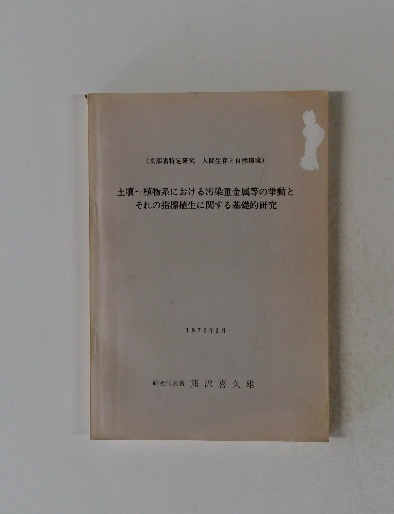 (文部省特定研究 人間生存と自然環境)
土壌-植物系における汚染重金属等の挙動と
それの指標植生に関する基礎的研究
1976年2月
研究代表者 熊沢喜久雄